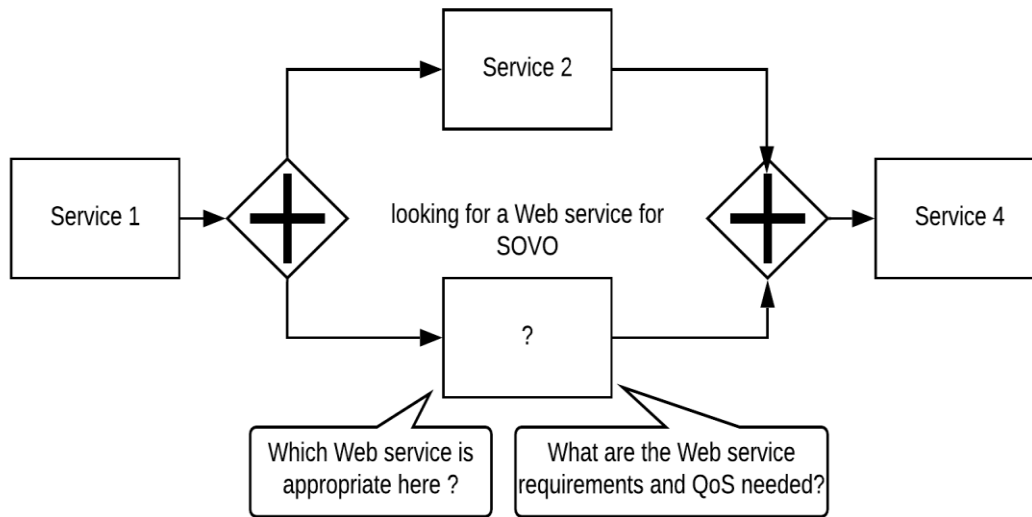 Service 2
Service 1
looking for a Web service for
SOVO
Service 4
?
Which Web service is
appropriate here ?
What are the Web service
requirements and QoS needed?